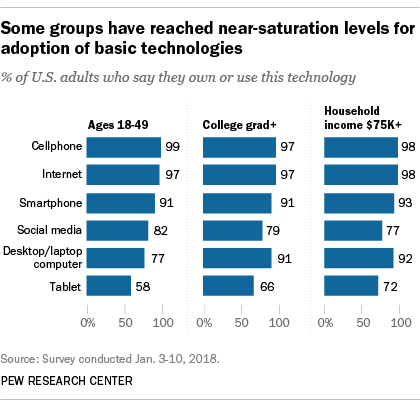 Some groups have reached near-saturation levels for
adoption of basic technologies
% of U.S. adults who say they own or use this technology
Ages 18-49
College grad+
Household
income $75K+
Cellphone 99 97 98
Internet 97 97 98
Smartphone 91 91 93
Social media 82 79 77
Desktop/laptop
computer 77 91 92
Tablet 58 66 72
0% 50 100 0% 50 100 0% 50 100
Source: Survey conducted Jan. 3-10, 2018.
PEW RESEARCH CENTER